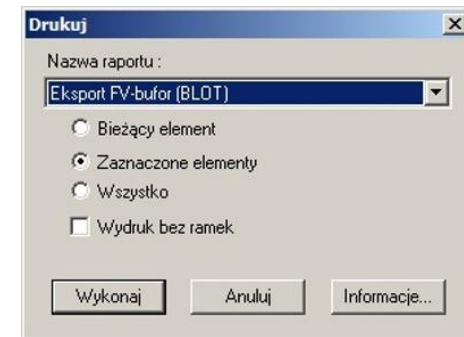 Drukuj
Nazwa raportu :
Eksport FV-bufor (BLOT)
Bieżący element
Zaznaczone elementy
Wszystko
Wydruk bez ramek
Wykonaj Anuluj Informacje...